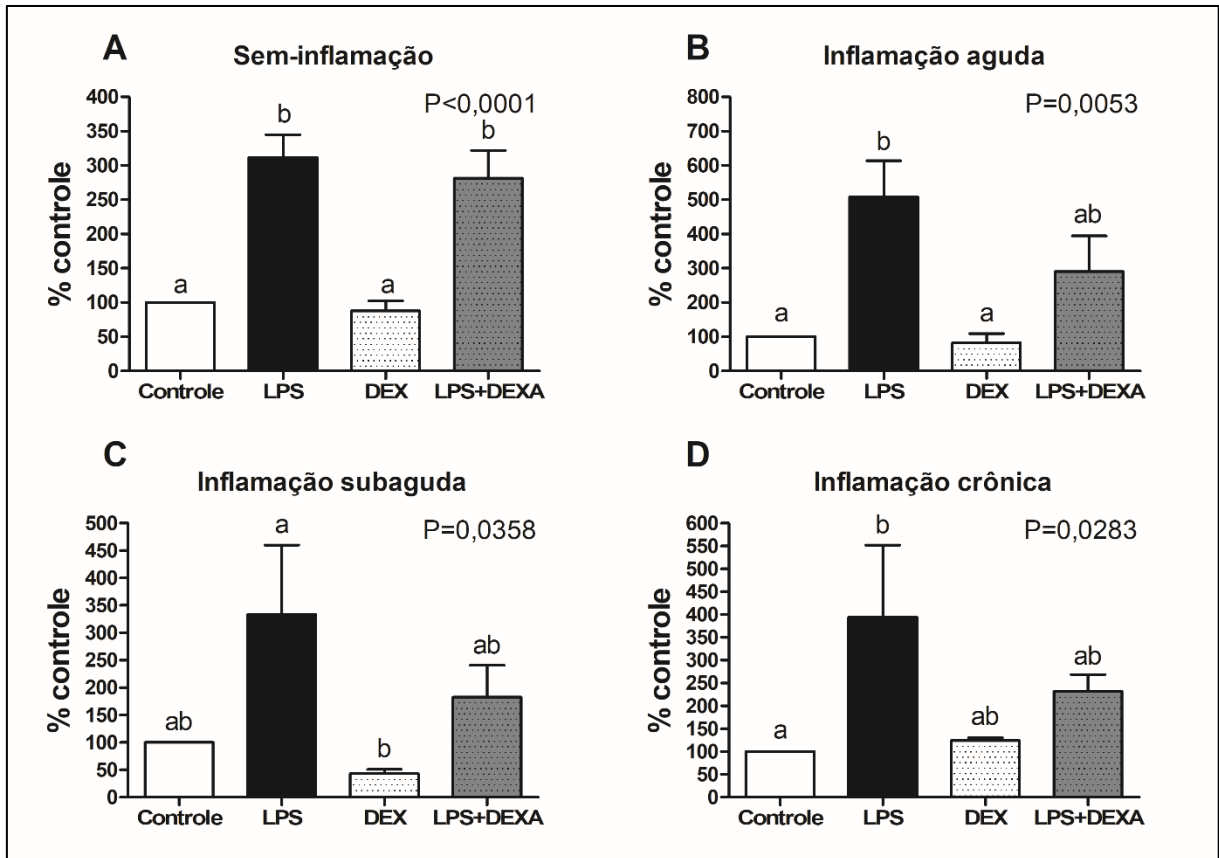 A
Sem-inflamação
P<0,0001
% controle
400
350
300
250
200
150
100
50
0
a
b
a
b
Controle LPS DEX LPS+DEXA
B
Inflamação aguda
P=0,0053
% controle
800
700
600
500
400
300
200
100
0
a
b
a
ab
Controle LPS DEX LPS+DEXA
C
Inflamação subaguda
P=0,0358
% controle
500
450
400
350
300
250
200
150
100
50
0
ab
a
b
ab
Controle LPS DEX LPS+DEXA
D
Inflamação crônica
P=0,0283
% controle
600
550
500
450
400
350
300
250
200
150
100
50
0
a
b
ab
ab
Controle LPS DEX LPS+DEXA